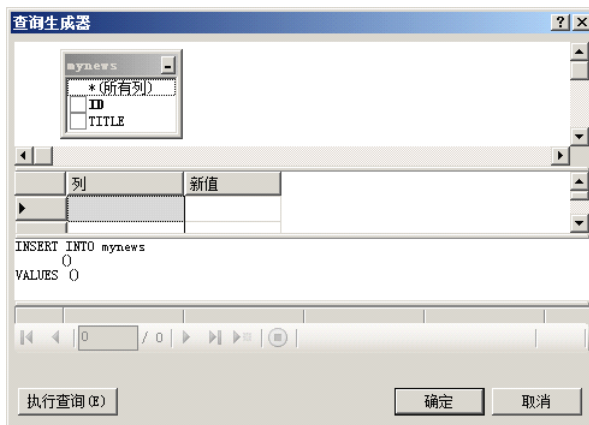 查询生成器
mynews
*(所有列)
ID
TITLE
列 新值
INSERT INTO mynews
()
VALUES ()
0 / 0
执行查询(E) 确定 取消